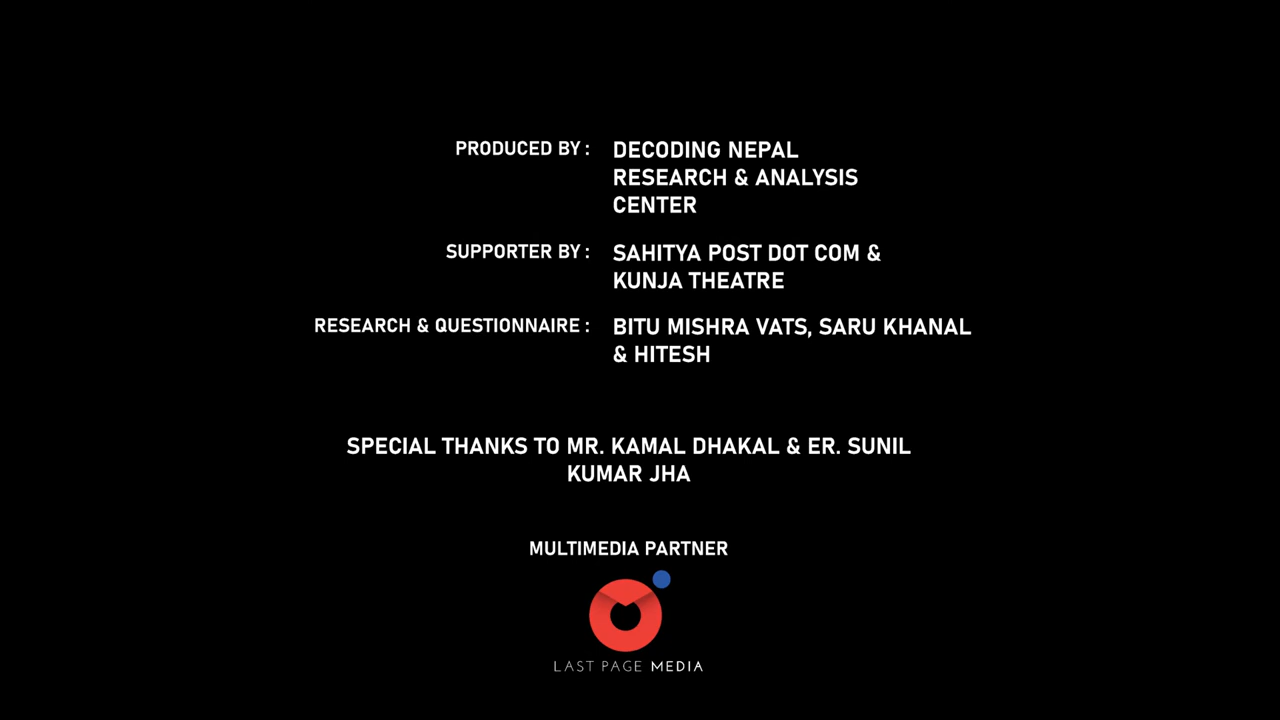 PRODUCED BY : DECODING NEPAL
RESEARCH & ANALYSIS
CENTER
SUPPORTER BY : SAHITYA POST DOT COM &
KUNJA THEATRE
RESEARCH & QUESTIONNAIRE : BITU MISHRA VATS, SARU KHANAL
& HITESH
SPECIAL THANKS TO MR. KAMAL DHAKAL & ER. SUNIL
KUMAR JHA
MULTIMEDIA PARTNER
LAST PAGE MEDIA